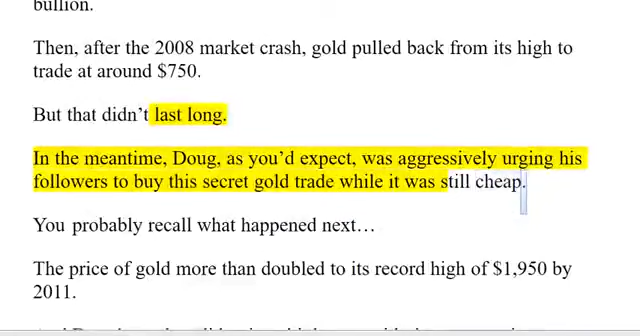 bullion.
Then, after the 2008 market crash, gold pulled back from its high to
trade at around $750.
But that didn’t last long.
In the meantime, Doug, as you’d expect, was aggressively urging his
followers to buy this secret gold trade while it was still cheap.
You probably recall what happened next…
The price of gold more than doubled to its record high of $1,950 by
2011.